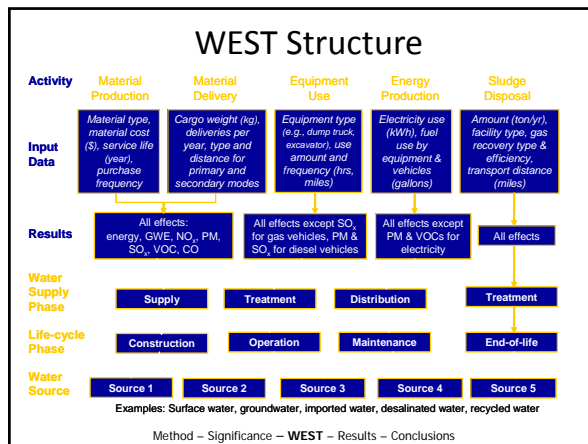 WEST Structure
Activity
Material
Production
Material
Delivery
Equipment
Use
Energy
Production
Sludge
Disposal
Input
Data
Material type,
material cost
($), service life
(year),
purchase
frequency
Cargo weight (kg),
deliveries per
year, type and
distance for
primary and
secondary modes
Equipment type
(e.g., dump truck,
excavator), use
amount and
frequency (hrs,
miles)
Electricity use
(kWh), fuel
use by
equipment &
vehicles
(gallons)
Amount (ton/yr),
facility type, gas
recovery type &
efficiency,
transport distance
(miles)
Results
All effects:
energy, GWE, NOx, PM,
SOx, VOC, CO
All effects except SOx
for gas vehicles, PM &
SOx for diesel vehicles
All effects except
PM & VOCs for
electricity
All effects
Water
Supply
Phase
Supply
Treatment
Distribution
Treatment
Life-cycle
Phase
Construction
Operation
Maintenance
End-of-life
Water
Source
Source 1
Source 2
Source 3
Source 4
Source 5
Examples: Surface water, groundwater, imported water, desalinated water, recycled water
Method – Significance – WEST – Results – Conclusions